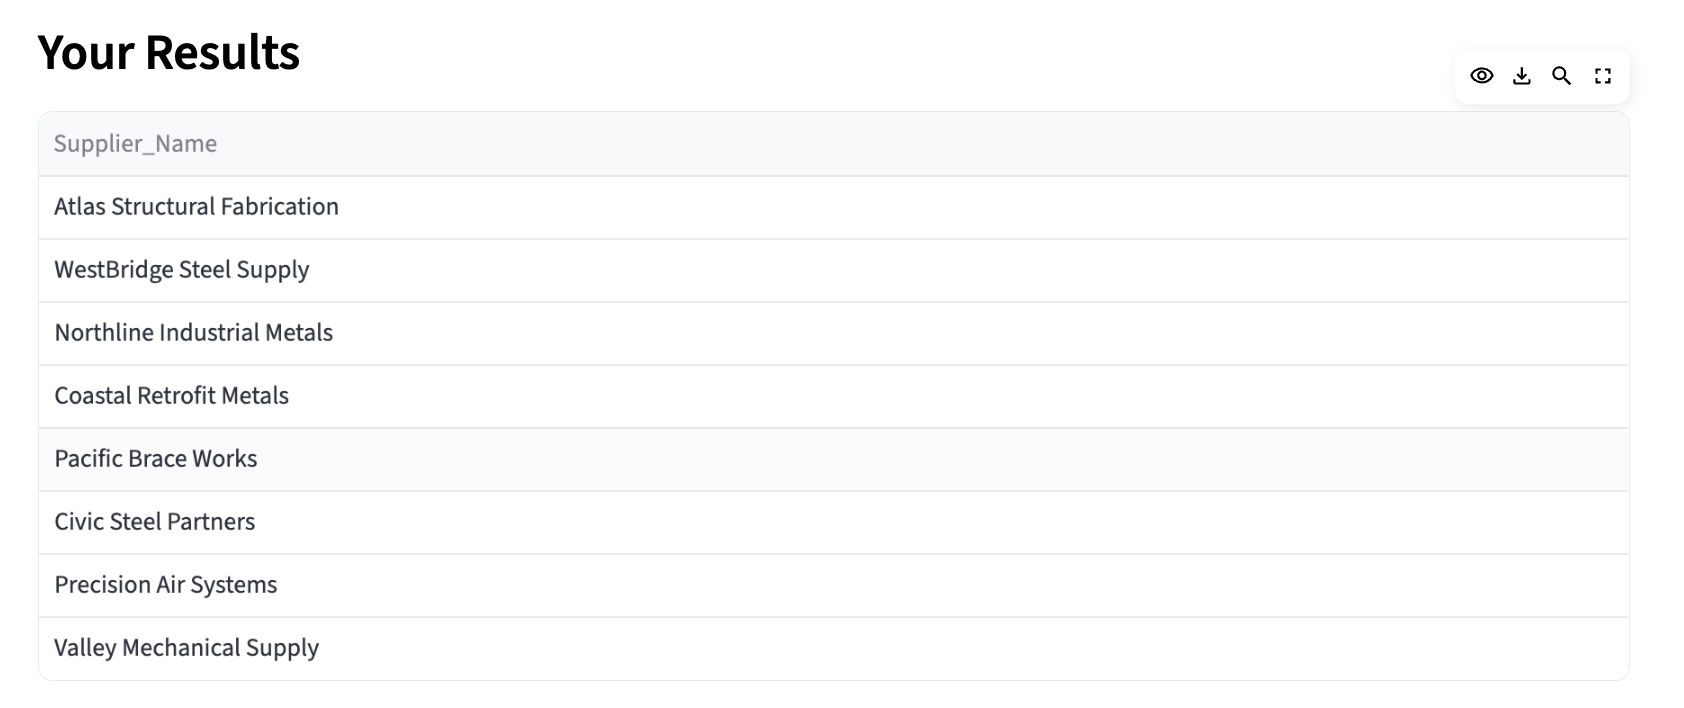 Your Results
Supplier_Name
Atlas Structural Fabrication
WestBridge Steel Supply
Northline Industrial Metals
Coastal Retrofit Metals
Pacific Brace Works
Civic Steel Partners
Precision Air Systems
Valley Mechanical Supply